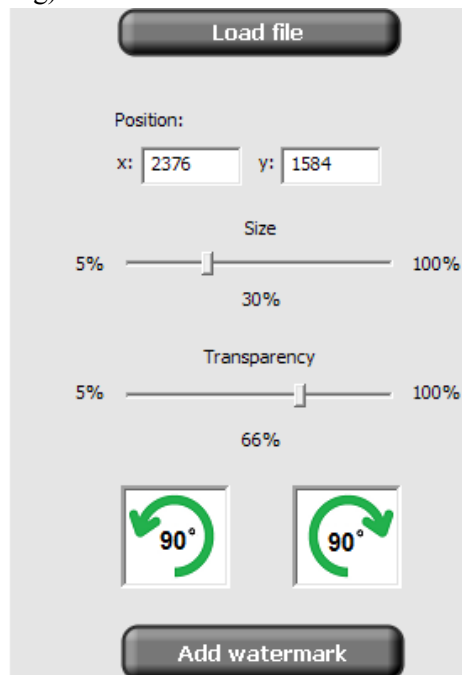 g)
Load file
Position:
x: 2376 y: 1584
Size
5% 100%
30%
Transparency
5% 100%
66%
90° 90°
Add watermark